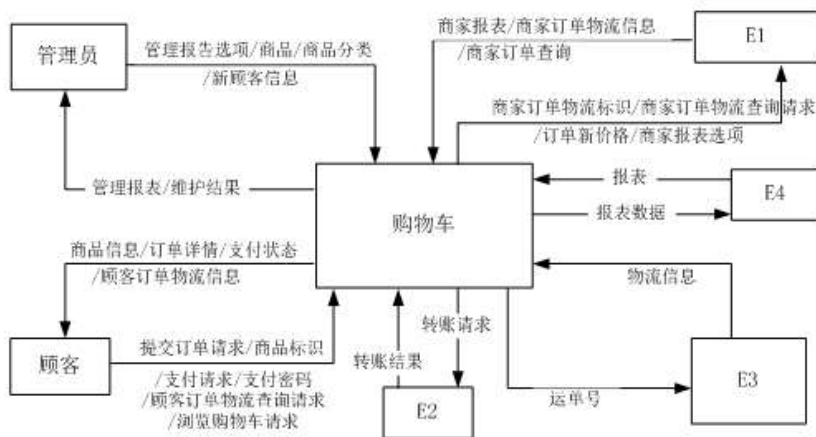 管理员
管理报告选项/商品/商品分类
/新顾客信息
商家报表/商家订单物流信息
/商家订单查询
E1
商家订单物流标识/商家订单物流查询请求
/订单新价格/商家报表选项
管理报表/维护结果
购物车
报表
E4
报表数据
商品信息/订单详情/支付状态
/顾客订单物流信息
物流信息
顾客
提交订单请求/商品标识
/支付请求/支付密码
/顾客订单物流查询请求
/浏览购物车请求
转账请求
转账结果
E2
运单号
E3